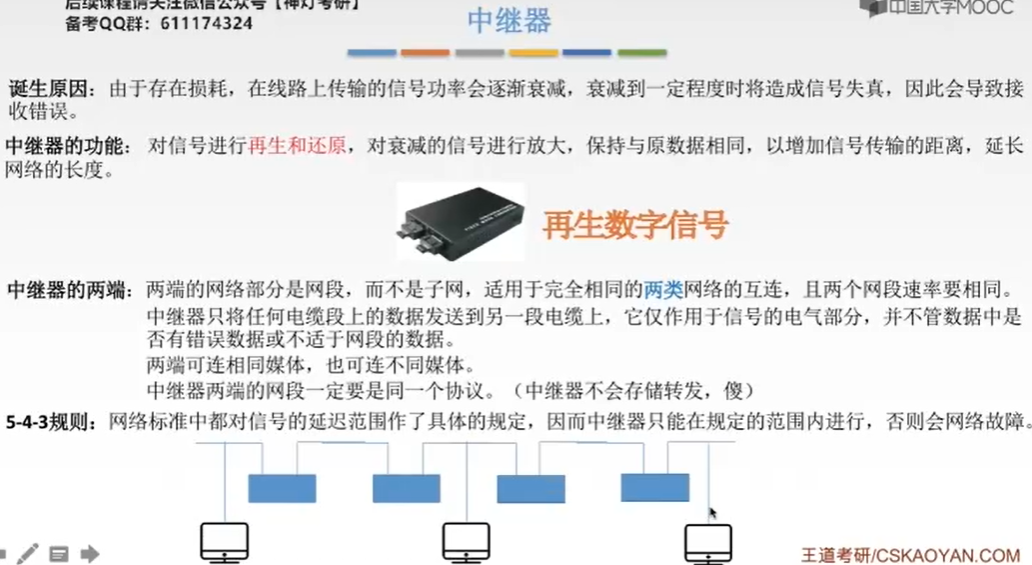 后续课程请关注微信公众号【神灯考研】
备考QQ群：611174324
中国大学MOOC
中继器
诞生原因：由于存在损耗，在线路上传输的信号功率会逐渐衰减，衰减到一定程度时将造成信号失真，因此会导致接
收错误。
中继器的功能：对信号进行再生和还原，对衰减的信号进行放大，保持与原数据相同，以增加信号传输的距离，延长
网络的长度。
再生数字信号
中继器的两端：两端的网络部分是网段，而不是子网，适用于完全相同的两类网络的互连，且两个网段速率要相同。
中继器只将任何电缆段上的数据发送到另一段电缆上，它仅作用于信号的电气部分，并不管数据中是
否有错误数据或不适于网段的数据。
两端可连相同媒体，也可连不同媒体。
中继器两端的网段一定要是同一个协议。（中继器不会存储转发，傻）
5-4-3规则：网络标准中都对信号的延迟范围作了具体的规定，因而中继器只能在规定的范围内进行，否则会网络故障。
王道考研/CSKAOYAN.COM